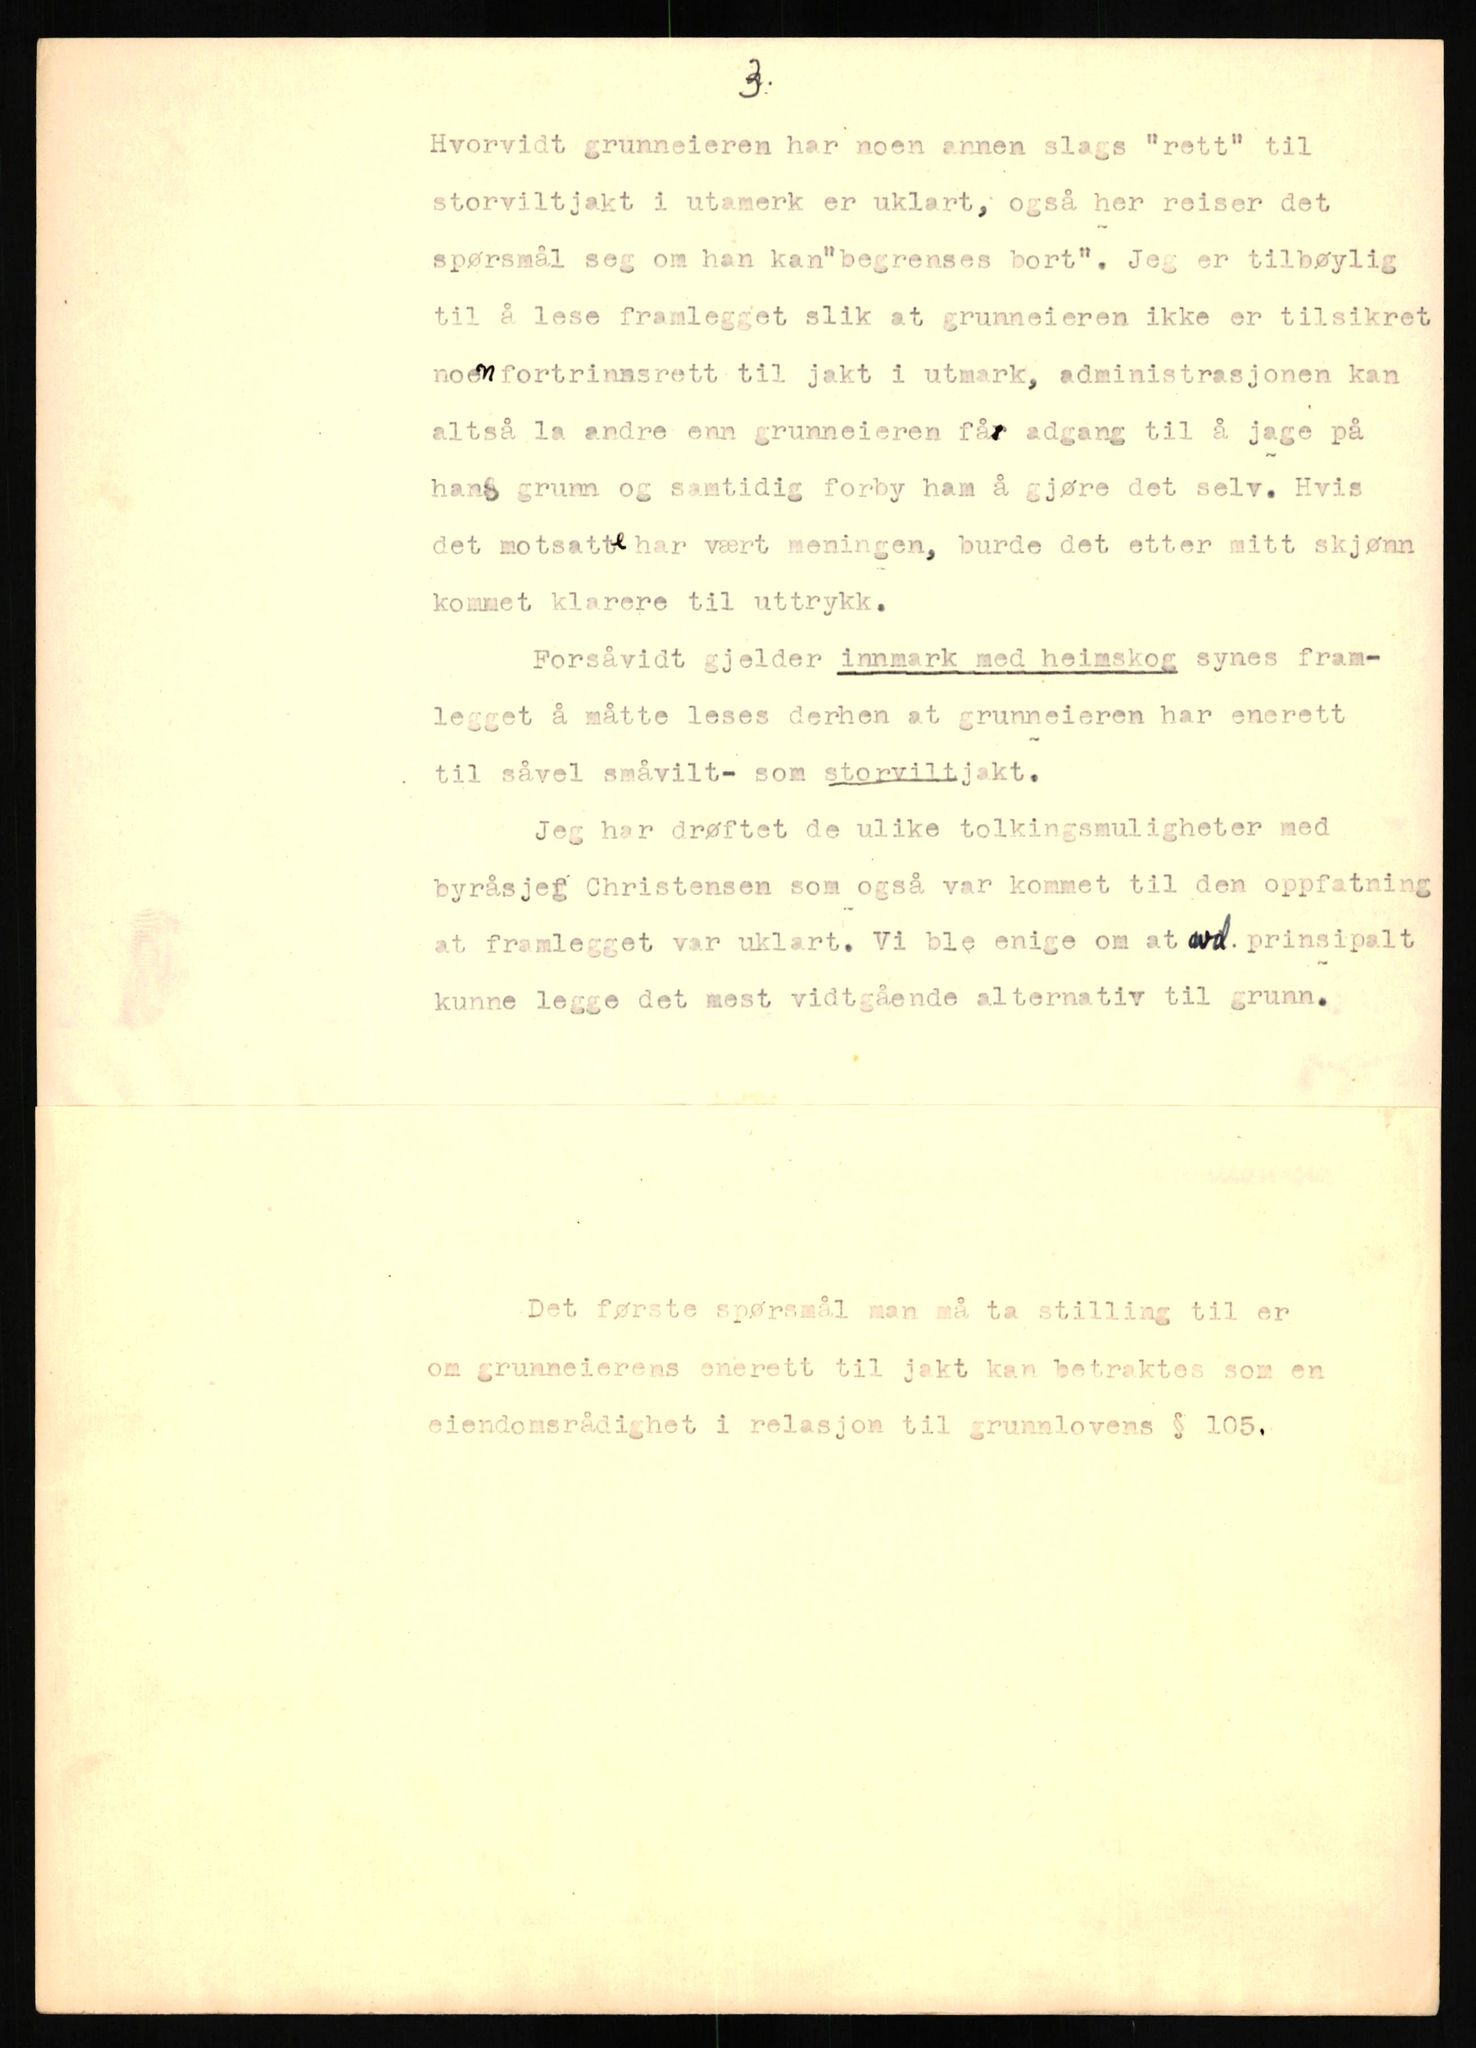 3.
Hvorvidt grunneieren har noen annen slags "rett" til
storviltjakt i utamerk er uklart, også her reiser det
spørsmål seg om han kan"begrenses bort". Jeg er tilbøylig
til å lese framlegget slik at grunneieren ikke er tilsikret
noen fortrinnsrett til jakt i utmark, administrasjonen kan
altså la andre enn grunneieren får adgang til å jage på
hans grunn og samtidig forby ham å gjøre det selv. Hvis
det motsatte har vært meningen, burde det etter mitt skjønn
kommet klarere til uttrykk.
Forsåvidt gjelder innmark med heimskog synes fram-
legget å måtte leses derhen at grunneieren har enerett
til såvel småvilt- som storviltjakt.
Jeg har drøftet de ulike tolkingsmuligheter med
byråsjef Christensen som også var kommet til den oppfatning
at framlegget var uklart. Vi ble enige om at avd. prinsipalt
kunne legge det mest vidtgående alternativ til grunn.
Det første spørsmål man må ta stilling til er
om grunneierens enerett til jakt kan betraktes som en
eiendomsrådighet i relasjon til grunnlovens § 105.